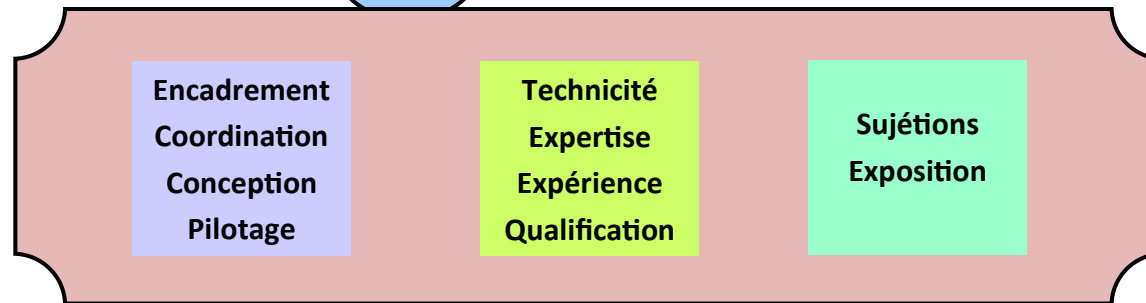 Encadrement
Coordination
Conception
Pilotage
Technicité
Expertise
Expérience
Qualification
Sujétions
Exposition